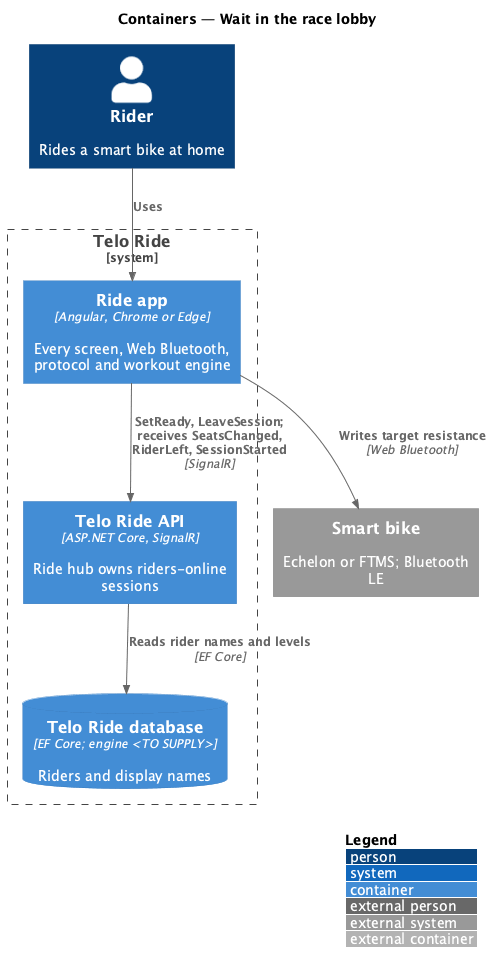 Containers — Wait in the race lobby
Rider
Rides a smart bike at home
Uses
Telo Ride
[system]
Ride app
[Angular, Chrome or Edge]
Every screen, Web Bluetooth,
protocol and workout engine
SetReady, LeaveSession;
receives SeatsChanged,
RiderLeft, SessionStarted
[SignalR]
Writes target resistance
[Web Bluetooth]
Telo Ride API
[ASP.NET Core, SignalR]
Ride hub owns riders-online
sessions
Smart bike
Echelon or FTMS; Bluetooth
LE
Reads rider names and levels
[EF Core]
Telo Ride database
[EF Core; engine <TO SUPPLY>]
Riders and display names
Legend
person
system
container
external person
external system
external container